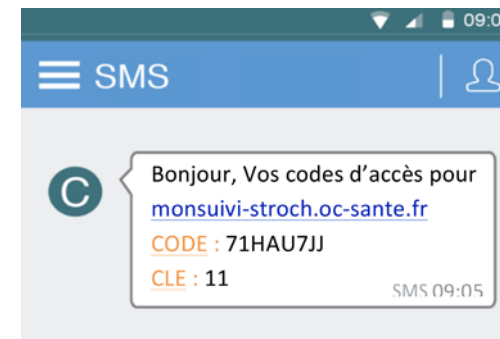 09:0
SMS
C
Bonjour, Vos codes d'accès pour
monsuivi-stroch.oc-sante.fr
CODE : 71HAU7JJ
CLE : 11
SMS 09:05